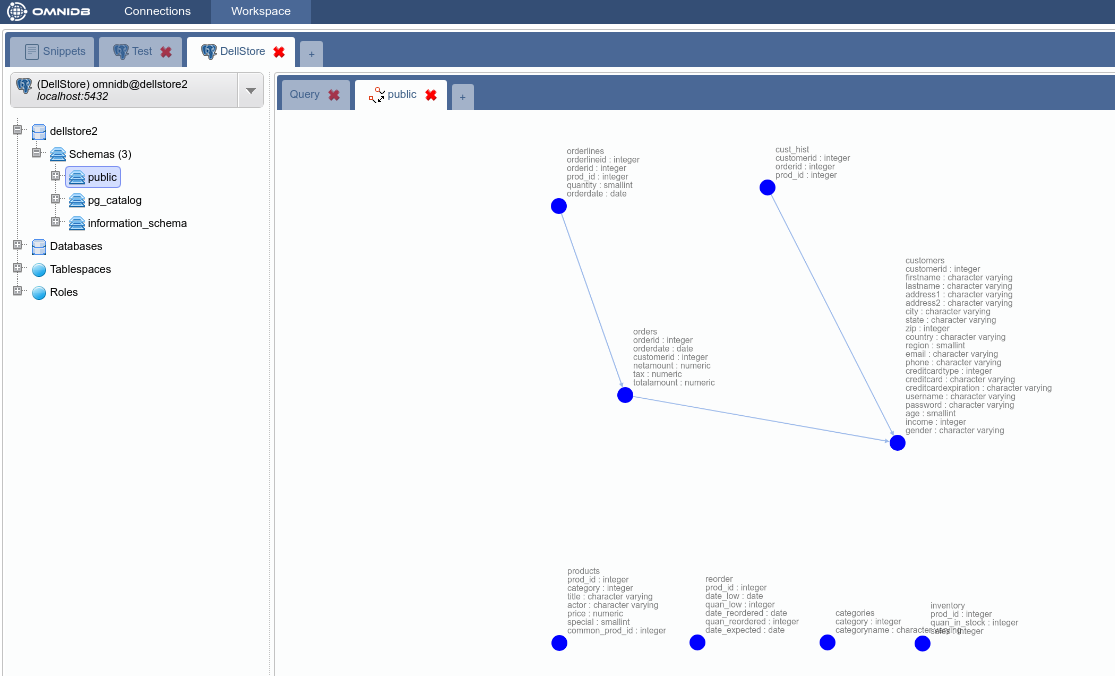 OMNIDB
Connections
Workspace
Snippets
Test
DellStore
+
(DellStore) omnidb@dellstore2
localhost:5432
dellstore2
Schemas (3)
public
pg_catalog
information_schema
Databases
Tablespaces
Roles
Query
public
+
orderlines
orderlineid : integer
orderid : integer
prod_id : integer
quantity : smallint
orderdate : date
cust_hist
customerid : integer
orderid : integer
prod_id : integer
customers
customerid : integer
firstname : character varying
lastname : character varying
address1 : character varying
address2 : character varying
city : character varying
state : character varying
zip : integer
country : character varying
region : smallint
email : character varying
phone : character varying
creditcardtype : integer
creditcard : character varying
creditcardexpiration : character varying
username : character varying
password : character varying
age : smallint
income : integer
gender : character varying
orders
orderid : integer
orderdate : date
customerid : integer
netamount : numeric
tax : numeric
totalamount : numeric
products
prod_id : integer
category : integer
title : character varying
actor : character varying
price : numeric
special : smallint
common_prod_id : integer
reorder
prod_id : integer
date_low : date
quan_low : integer
date_reordered : date
quan_reordered : integer
date_expected : date
categories
category : integer
categoryname : character varying
inventory
prod_id : integer
quan_in_stock : integer
sales : integer